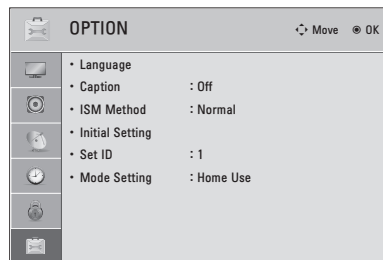 OPTION
Move OK
• Language
• Caption : Off
• ISM Method : Normal
• Initial Setting
• Set ID : 1
• Mode Setting : Home Use